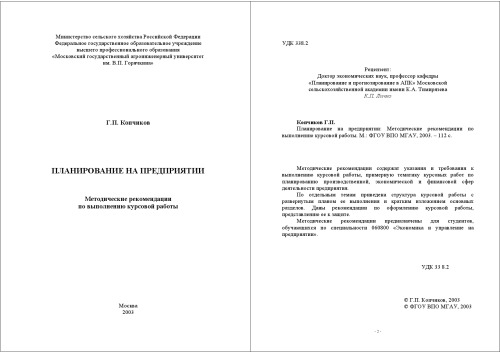 Министерство сельского хозяйства Российской Федерации
Федеральное государственное образовательное учреждение
высшего профессионального образования
«Московский государственный агроинженерный университет
им. В.П. Горячкина»
Г.П. Копчиков
ПЛАНИРОВАНИЕ НА ПРЕДПРИЯТИИ
Методические рекомендации
по выполнению курсовой работы
Москва
2003
УДК 338.2
Рецензент:
Доктор экономических наук, профессор кафедры
«Планирование и прогнозирование в АПК» Московской
сельскохозяйственной академии имени К.А. Тимирязева
К.П.
Копчиков Г.П.
Планирование на предприятии: Методические рекомендации по
выполнению курсовой работы. М.: ФГОУ ВПО МГАУ, 2003. – 112 с.
Методические рекомендации содержат указания и требования к
выполнению курсовой работы, примерную тематику курсовых работ по
планированию производственной, экономической и финансовой сфер
деятельности предприятия.
По отдельным темам приведена структура курсовой работы с
развернутым планом ее выполнения и кратким изложением основных
разделов. Даны рекомендации по оформлению курсовой работы,
представление ее к защите.
Методические рекомендации предназначены для студентов,
обучающихся по специальности 060800 «Экономика и управление на
предприятии».
УДК 33 8.2
© Г.П. Копчиков, 2003
© ФГОУ ВПО МГАУ, 2003
- 2 -